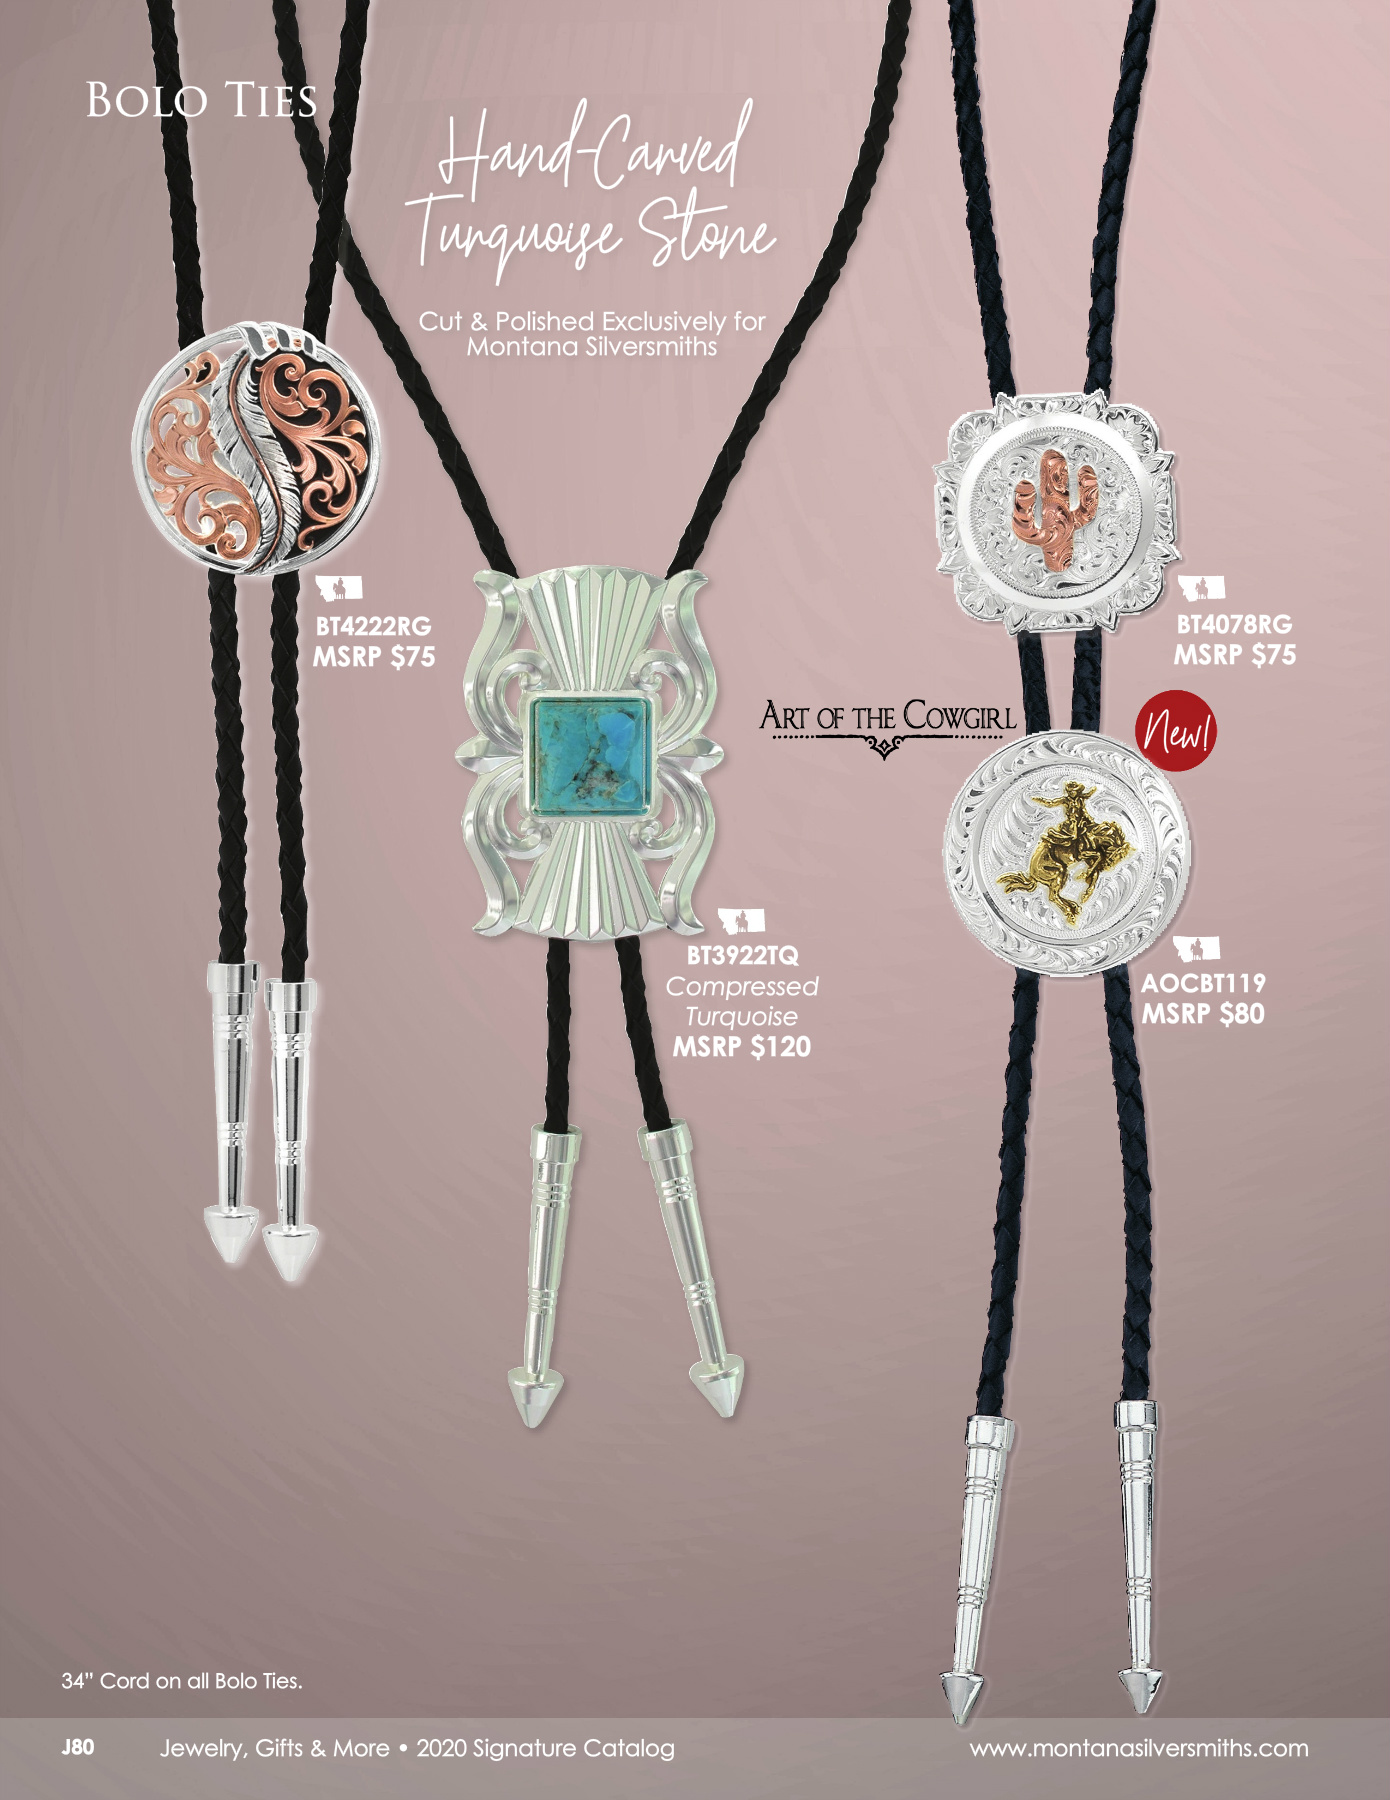 BOLO TIES
Hand-Carved
Turquoise Stone
Cut & Polished Exclusively for
Montana Silversmiths
BT4222RG
MSRP $75
BT4078RG
MSRP $75
ART OF THE COWGIRL
New!
BT3922TQ
Compressed
Turquoise
MSRP $120
AOCBT119
MSRP $80
34” Cord on all Bolo Ties.
J80
Jewelry, Gifts & More • 2020 Signature Catalog
www.montanasilversmiths.com